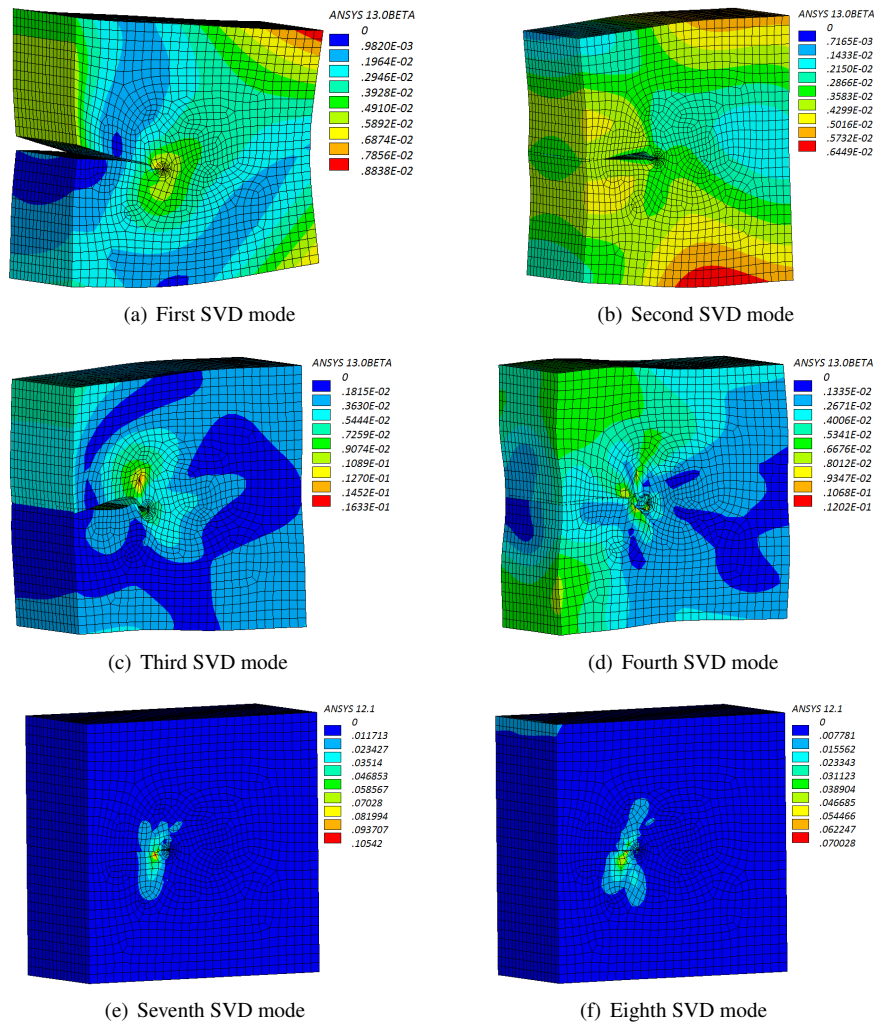 ANSYS 13.0BETA
0
.9820E-03
.1964E-02
.2946E-02
.3928E-02
.4910E-02
.5892E-02
.6874E-02
.7856E-02
.8838E-02
(a) First SVD mode
ANSYS 13.0BETA
0
.7165E-03
.1433E-02
.2150E-02
.2866E-02
.3583E-02
.4299E-02
.5016E-02
.5732E-02
.6449E-02
(b) Second SVD mode
ANSYS 13.0BETA
0
.1815E-02
.3630E-02
.5444E-02
.7259E-02
.9074E-02
.1089E-01
.1270E-01
.1452E-01
.1633E-01
(c) Third SVD mode
ANSYS 13.0BETA
0
.1335E-02
.2671E-02
.4006E-02
.5341E-02
.6676E-02
.8012E-02
.9347E-02
.1068E-01
.1202E-01
(d) Fourth SVD mode
ANSYS 12.1
0
.011713
.023427
.03514
.046853
.058567
.07028
.081994
.093707
.10542
(e) Seventh SVD mode
ANSYS 12.1
0
.007781
.015562
.023343
.031123
.038904
.046685
.054466
.062247
.070028
(f) Eighth SVD mode